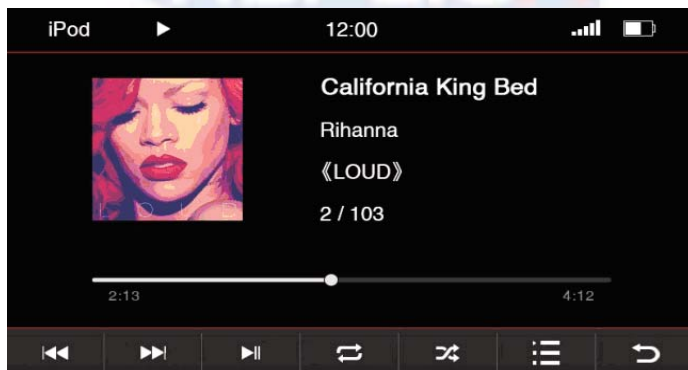 iPod 12:00
California King Bed
Rihanna
《LOUD》
2 / 103
L O U D
2:13 4:12